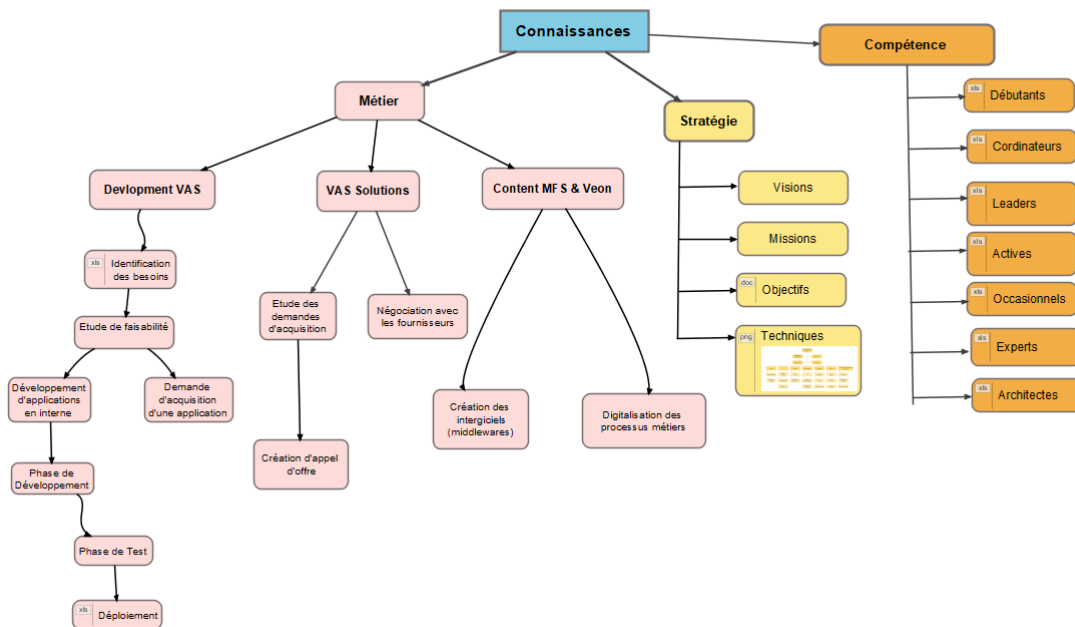 Connaissances
Compétence
Métier
Stratégie
xls
Débutants
xls
Cordinateurs
xls
Leaders
xls
Actives
xls
Occasionnels
xls
Experts
xls
Architectes
Visions
Missions
doc
Objectifs
png
Techniques
Devlopment VAS
VAS Solutions
Content MFS & Veon
xls
Identification
des besoins
Etude de faisabilité
Développement
d'applications
en interne
Demande
d'acquisition
d'une application
Phase de
Développement
Phase de Test
xls
Déploiement
Etude des
demandes
d'acquisition
Négociation avec
les fournisseurs
Création d'appel
d'offre
Création des
intergiciels
(middlewares)
Digitalisation des
processus métiers